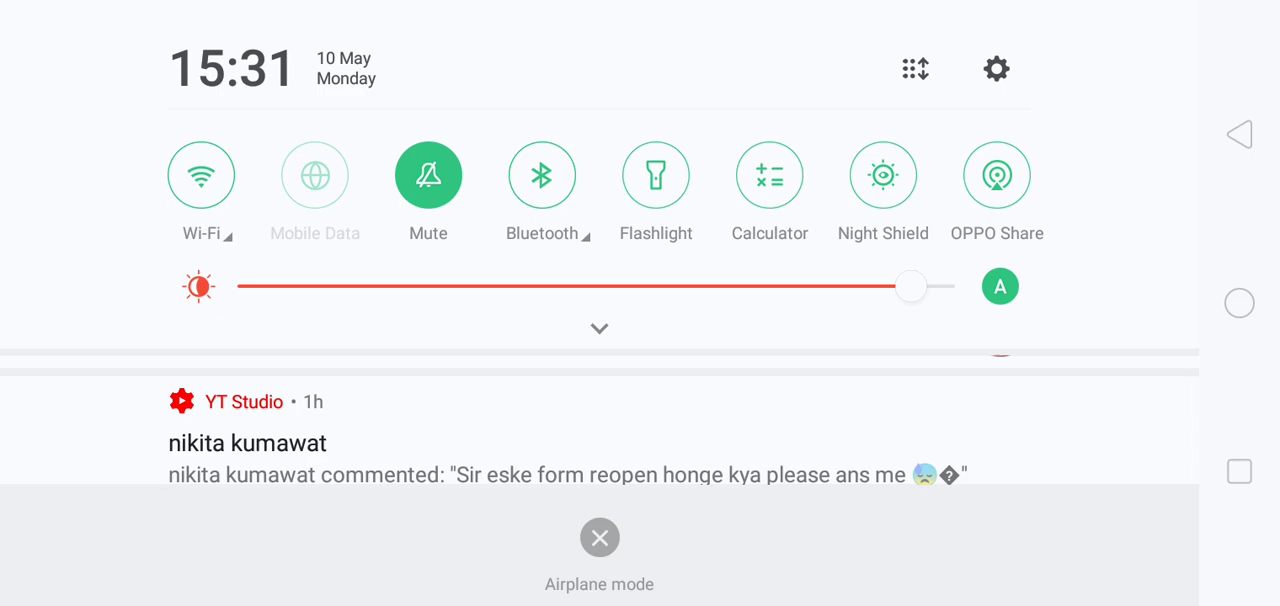 15:31
10 May
Monday
Wi-Fi
Mobile Data
Mute
Bluetooth
Flashlight
Calculator
Night Shield
OPPO Share
A
YT Studio • 1h
nikita kumawat
nikita kumawat commented: "Sir eske form reopen honge kya please ans me 😓�"
Airplane mode